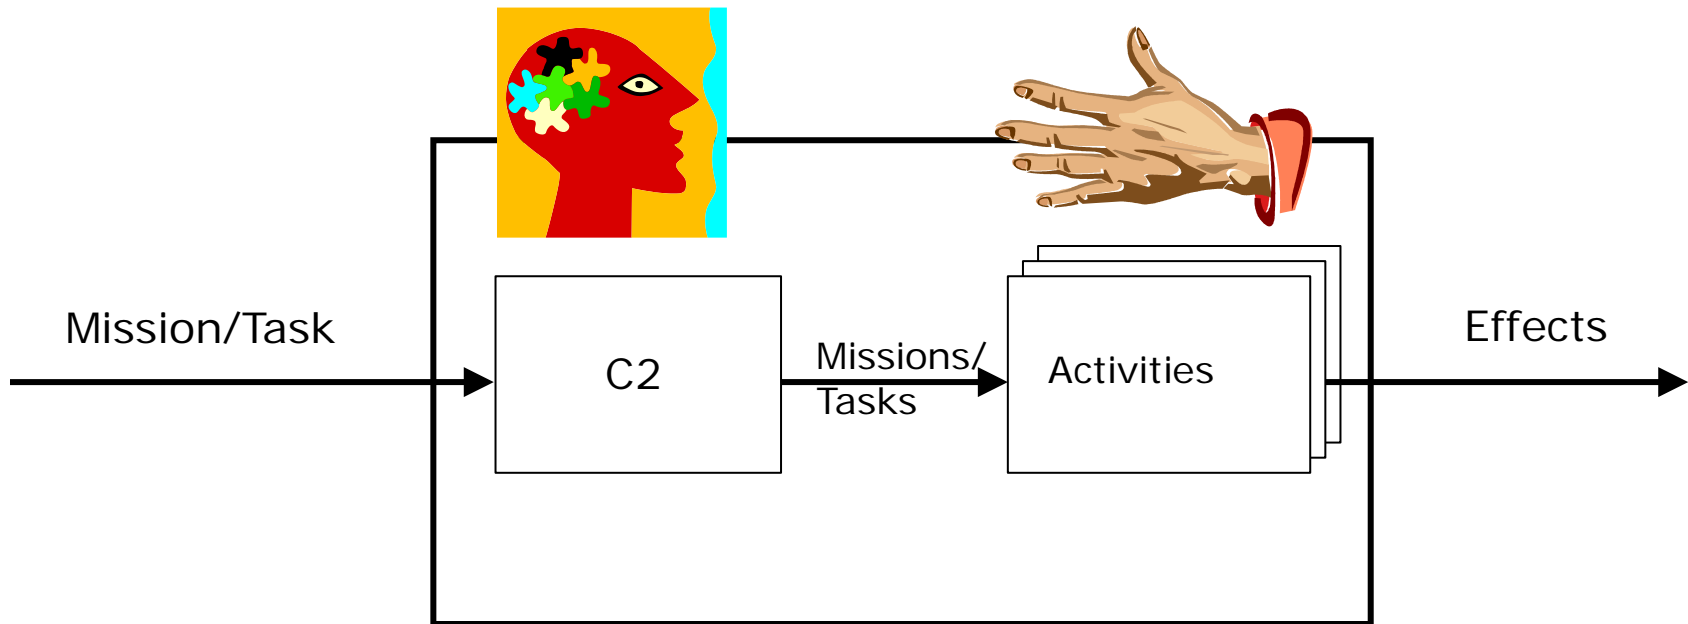 Mission/Task
C2
Missions/
Tasks
Activities
Effects